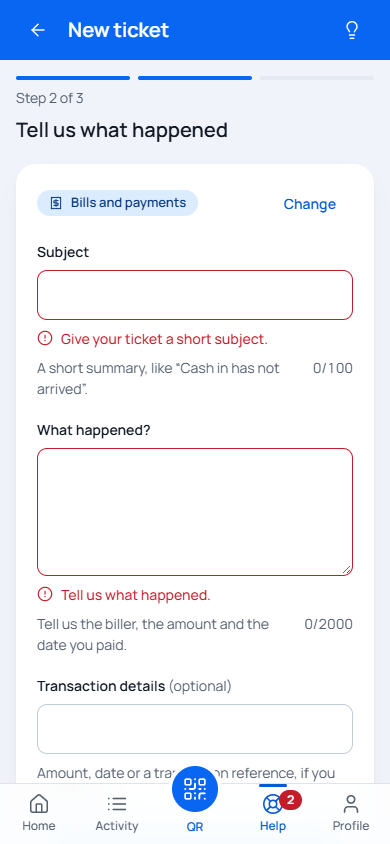 New ticket
Step 2 of 3
Tell us what happened
Bills and payments
Change
Subject
Give your ticket a short subject.
A short summary, like “Cash in has not arrived”.
0/100
What happened?
Tell us what happened.
Tell us the biller, the amount and the date you paid.
0/2000
Transaction details (optional)
Amount, date or a on reference, if you
Home
Activity
QR
Help
2
Profile